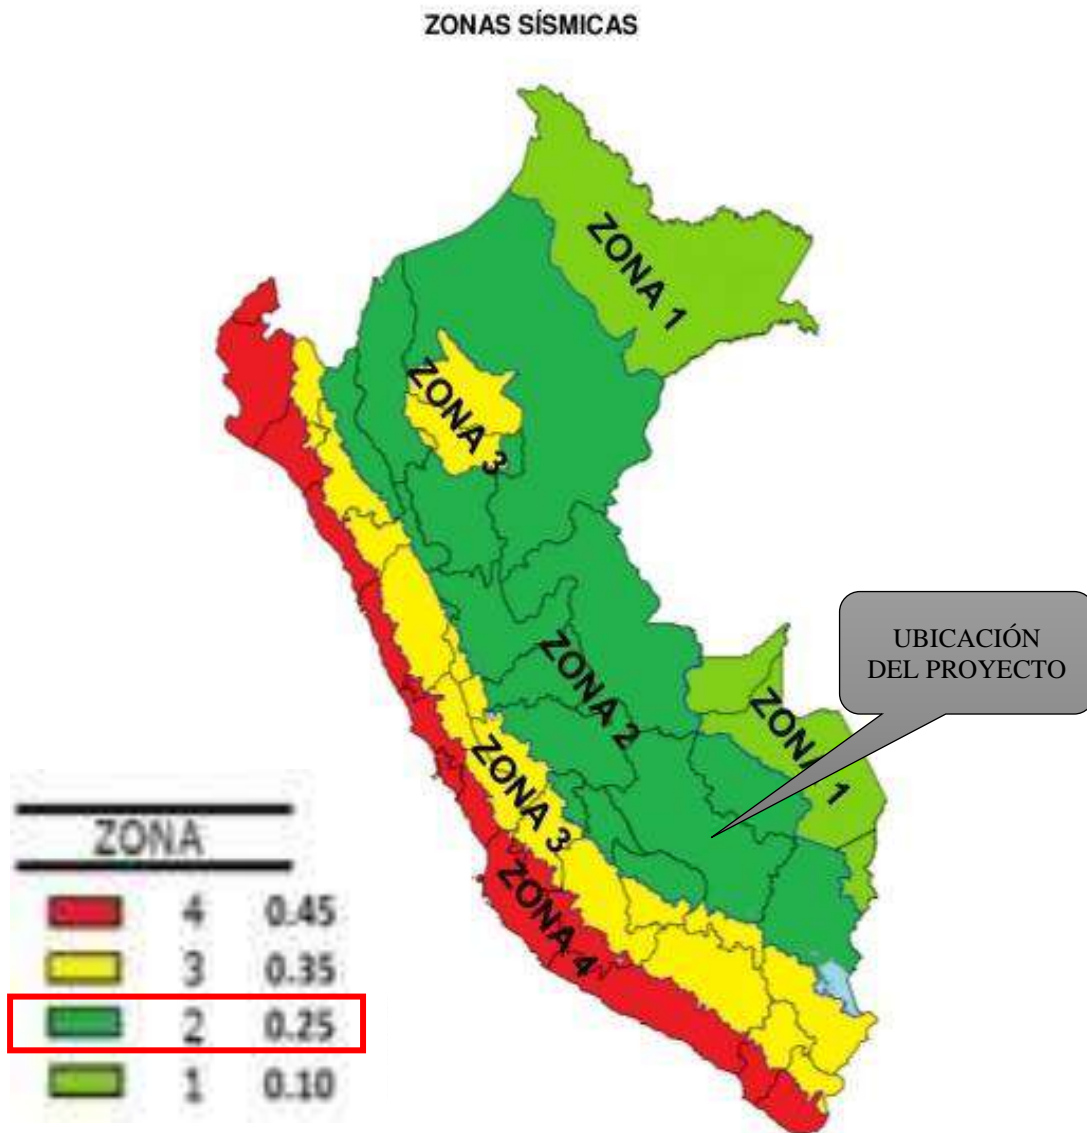 ZONAS SÍSMICAS
ZONA 1
ZONA 3
UBICACIÓN
DEL PROYECTO
ZONA 2
ZONA 1
ZONA 3
ZONA 4
ZONA
4 0.45
3 0.35
2 0.25
1 0.10